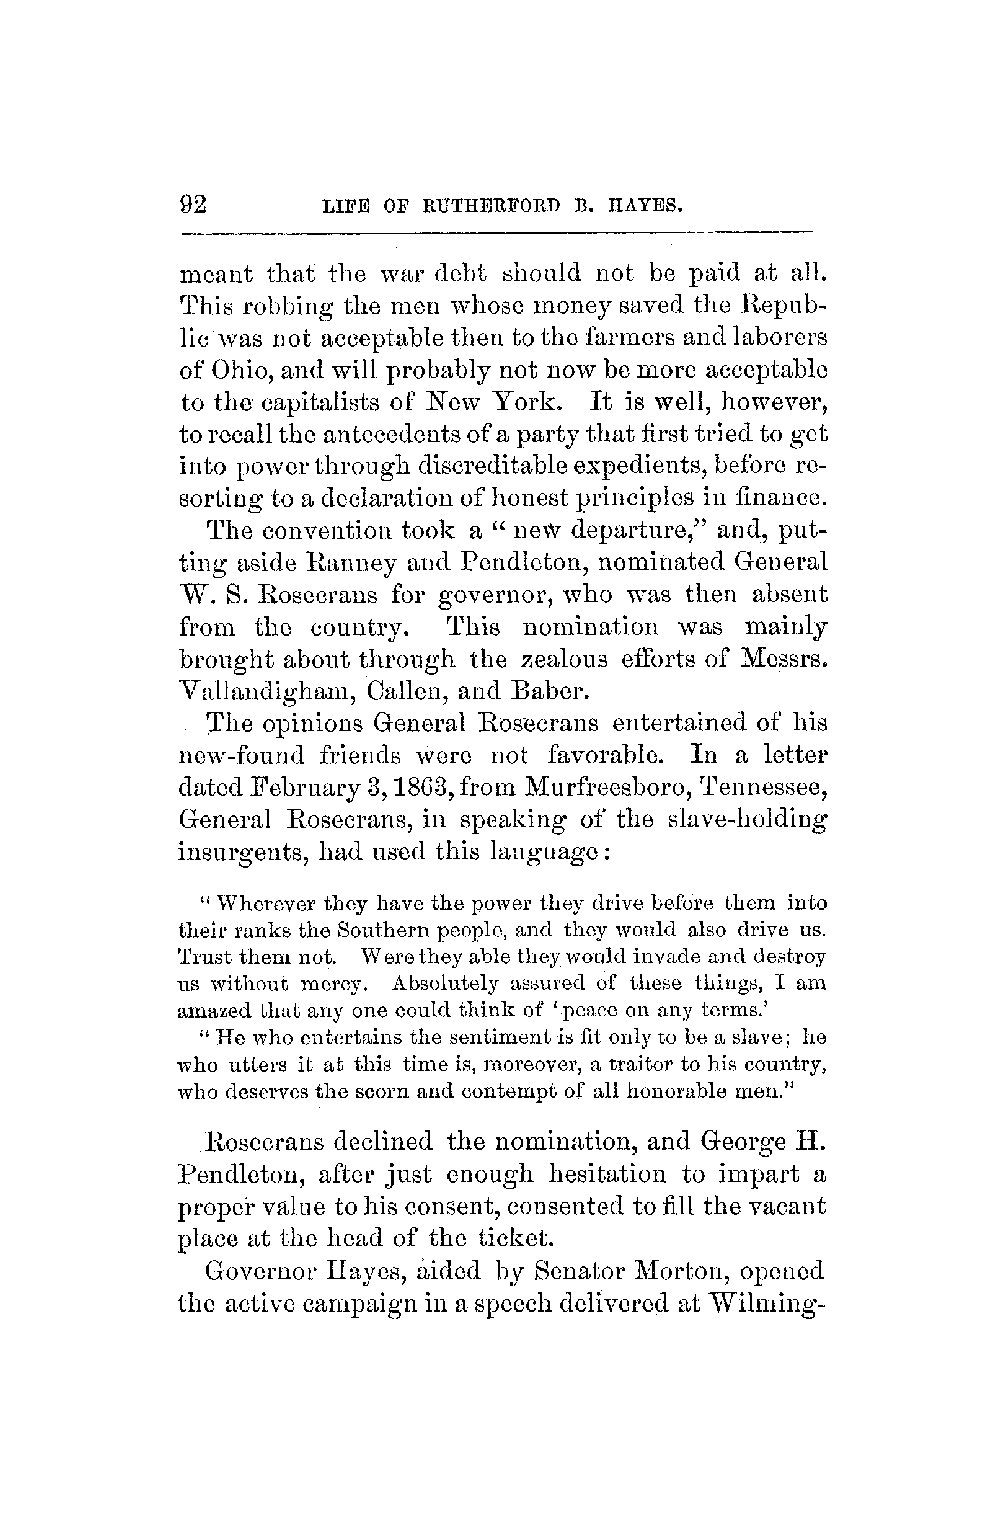 92 LIFE OF RUTHERFORD B. HAYES.
meant that the war debt should not be paid at all.
This robbing the men whose money saved the Repub-
lic was not acceptable then to the farmers and laborers
of Ohio, and will probably not now be more acceptable
to the capitalists of New York. It is well, however,
to recall the antecedents of a party that first tried to get
into power through discreditable expedients, before re-
sorting to a declaration of honest principles in finance.
The convention took a " new departure," and, put-
ting aside Ranney and Pendleton, nominated General
W. S. Rosecrans for governor, who was then absent
from the country. This nomination was mainly
brought about through the zealous efforts of Messrs.
Vallandigham, Callen, and Baber.
The opinions General Rosecrans entertained of his
new-found friends were not favorable. In a letter
dated February 3, 1863, from Murfreesboro, Tennessee,
General Rosecrans, in speaking of the slave-holding
insurgents, had used this language:
" Wherever they have the power they drive before them into
their ranks the Southern people, and they would also drive us.
Trust them not. Were they able they would invade and destroy
us without mercy. Absolutely assured of these things, I am
amazed that any one could think of 'peace on any terms.'
" He who entertains the sentiment is fit only to be a slave; he
who utters it at this time is, moreover, a traitor to his country,
who deserves the scorn and contempt of all honorable men."
Rosecrans declined the nomination, and George H.
Pendleton, after just enough hesitation to impart a
proper value to his consent, consented to fill the vacant
place at the head of the ticket.
Governor Hayes, aided by Senator Morton, opened
the active campaign in a speech delivered at Wilming-